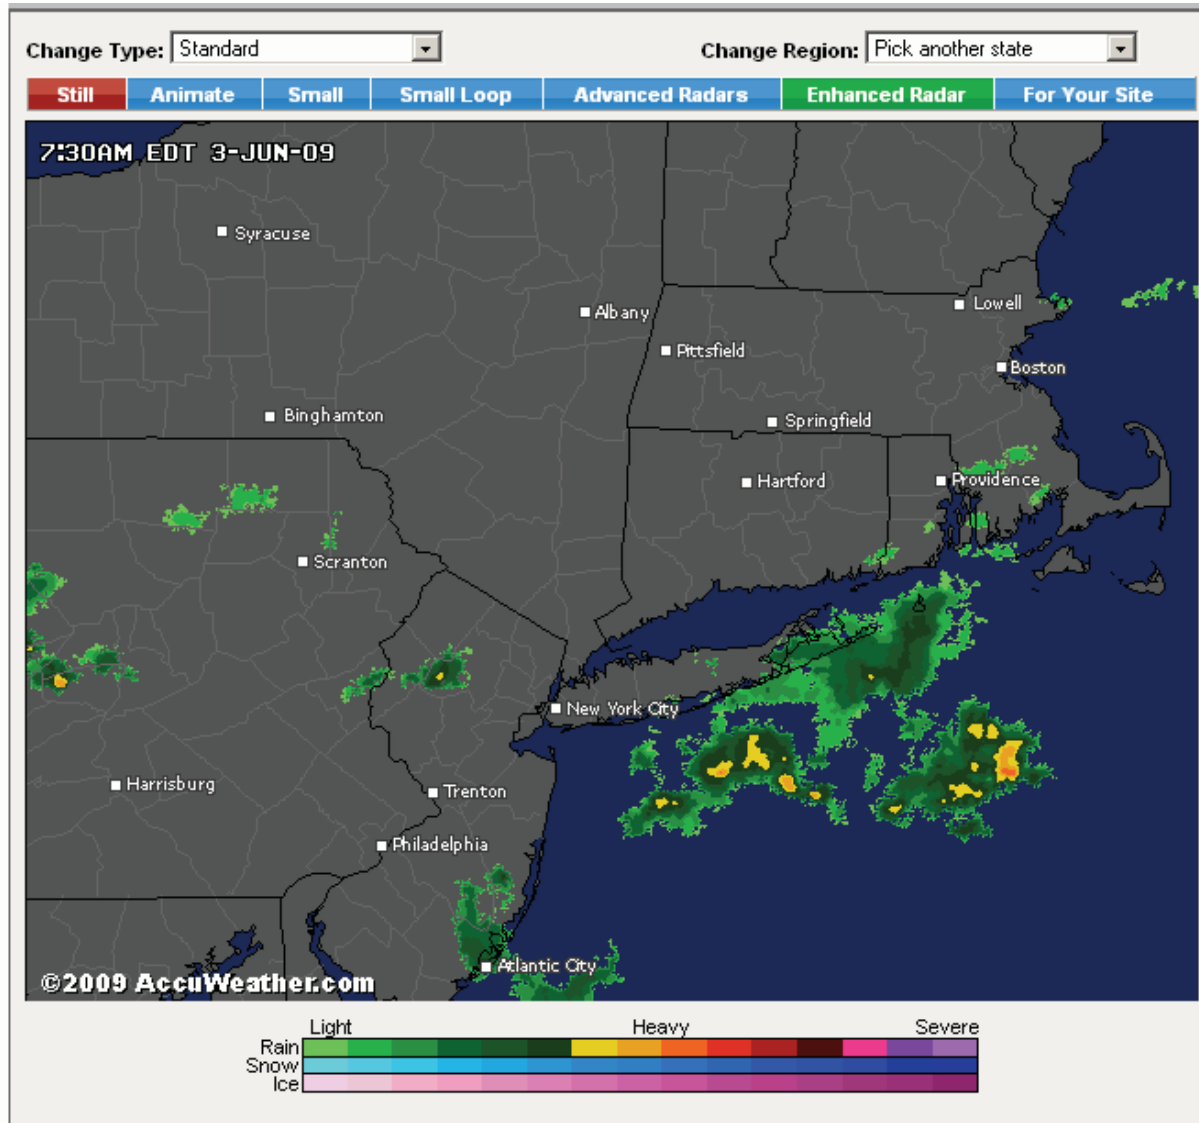 Change Type: Standard Change Region: Pick another state
Still Animate Small Small Loop Advanced Radars Enhanced Radar For Your Site
7:30AM EDT 3-JUN-09
Syracuse
Lowell
Albany
Pittsfield
Boston
Binghamton
Springfield
Hartford
Providence
Scranton
New York City
Harrisburg
Trenton
Philadelphia
Atlantic City
©2009 AccuWeather.com
Light Heavy Severe
Rain
Snow
Ice